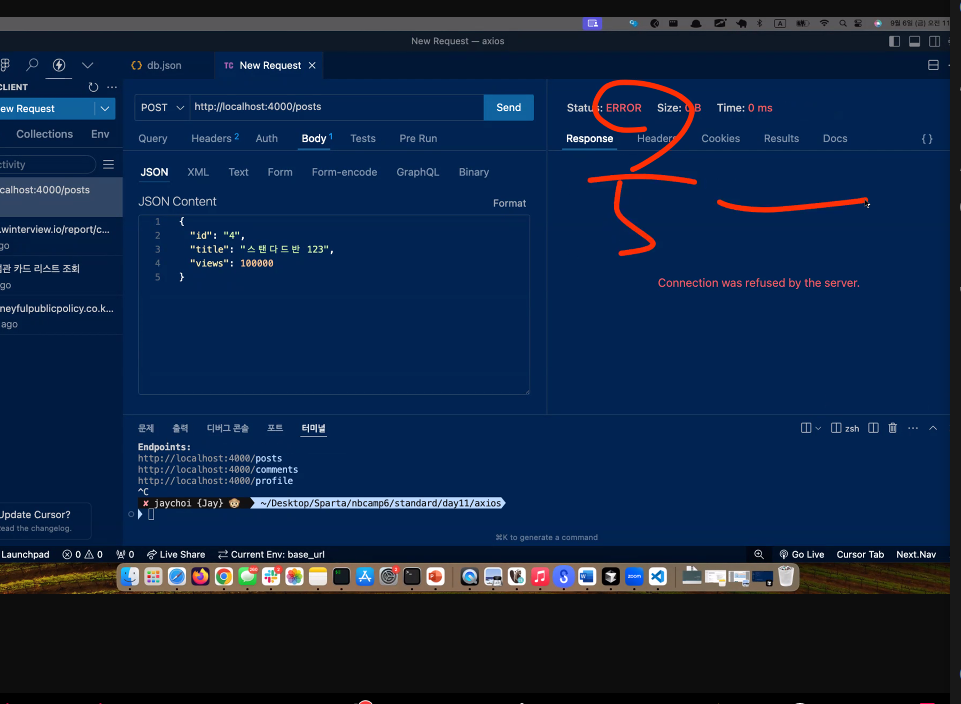 9월 6일 (금) 오전 11
New Request — axios
db.json
TC New Request
CLIENT
ew Request
Collections Env
tivity
calhost:4000/posts
.winterview.io/report/c...
go
관 카드 리스트 조회
go
neyfulpublicpolicy.co.k...
ago
POST http://localhost:4000/posts Send
Query Headers 2 Auth Body 1 Tests Pre Run
JSON XML Text Form Form-encode GraphQL Binary
JSON Content Format
1 {
2 "id": "4",
3 "title": "스탠다드반 123",
4 "views": 100000
5 }
Status: ERROR Size: 0 B Time: 0 ms
Response Headers Cookies Results Docs { }
Connection was refused by the server.
문제 출력 디버그 콘솔 포트 터미널 zsh
Endpoints:
http://localhost:4000/posts
http://localhost:4000/comments
http://localhost:4000/profile
^C
✘ jaychoi {Jay} 🐵 ~/Desktop/Sparta/nbcamp6/standard/day11/axios
⌘K to generate a command
Update Cursor?
ead the changelog.
Launchpad 0 0 0 Live Share Current Env: base_url Go Live Cursor Tab Next.Nav
zoom